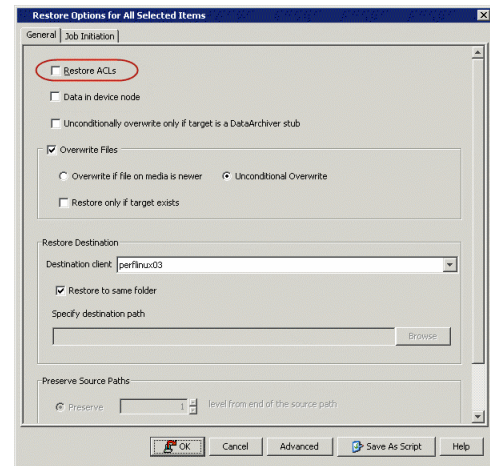 Restore Options for All Selected Items
General
Job Initiation
Restore ACLs
Data in device node
Unconditionally overwrite only if target is a DataArchiver stub
Overwrite Files
Overwrite if file on media is newer
Unconditional Overwrite
Restore only if target exists
Restore Destination
Destination client perflinux03
Restore to same folder
Specify destination path
Browse
Preserve Source Paths
Preserve 1 level from end of the source path
OK Cancel Advanced Save As Script Help